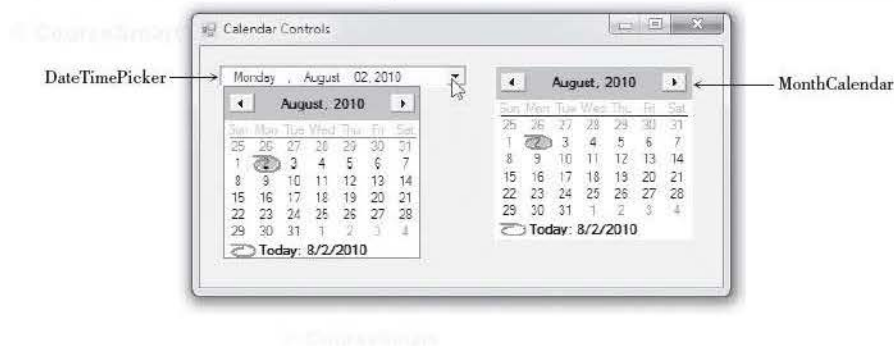 Calendar Controls
DateTimePicker
Monday , August 02, 2010
August, 2010
Sun Mon Tue Wed Thu Fri Sat
25 26 27 28 29 30 31
1 2 3 4 5 6 7
8 9 10 11 12 13 14
15 16 17 18 19 20 21
22 23 24 25 26 27 28
29 30 31 1 2 3 4
Today: 8/2/2010
August, 2010
Sun Mon Tue Wed Thu Fri Sat
25 26 27 28 29 30 31
1 2 3 4 5 6 7
8 9 10 11 12 13 14
15 16 17 18 19 20 21
22 23 24 25 26 27 28
29 30 31 1 2 3 4
Today: 8/2/2010
MonthCalendar